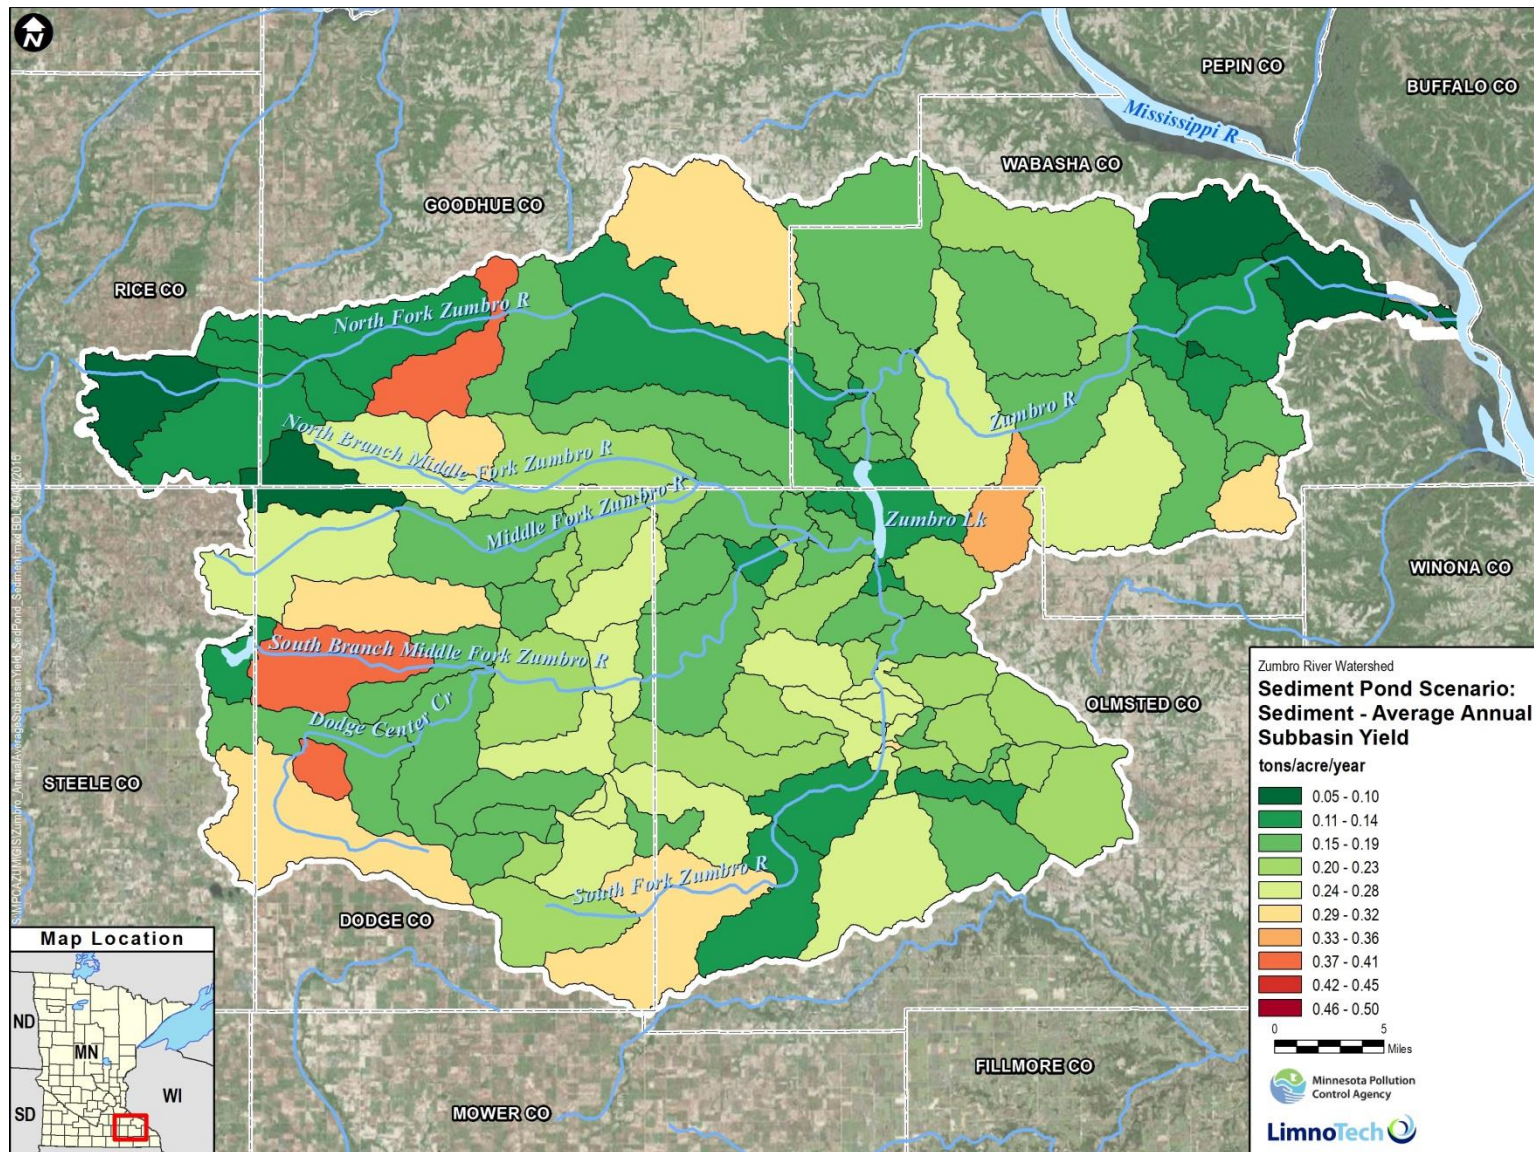 N
PEPIN CO
BUFFALO CO
Mississippi R
WABASHA CO
GOODHUE CO
RICE CO
North Fork Zumbro R
Zumbro R
North Branch Middle Fork Zumbro R
Middle Fork Zumbro R
Zumbro Lk
WINONA CO
South Branch Middle Fork Zumbro R
Dodge Center Cr
OLMSTED CO
STEELE CO
South Fork Zumbro R
DODGE CO
FILLMORE CO
MOWER CO
Map Location
ND
MN
SD
WI
Zumbro River Watershed
Sediment Pond Scenario:
Sediment - Average Annual
Subbasin Yield
tons/acre/year
0.05 - 0.10
0.11 - 0.14
0.15 - 0.19
0.20 - 0.23
0.24 - 0.28
0.29 - 0.32
0.33 - 0.36
0.37 - 0.41
0.42 - 0.45
0.46 - 0.50
0 5
Miles
Minnesota Pollution
Control Agency
LimnoTech